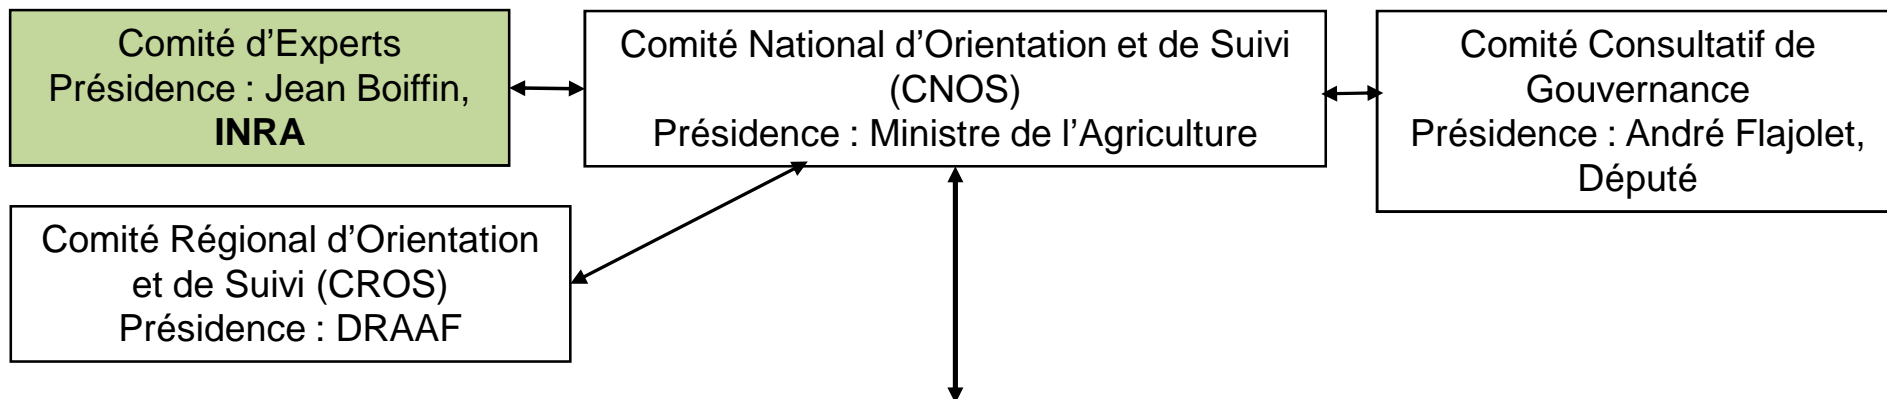 Comité d’Experts
Présidence : Jean Boiffin,
INRA
Comité National d’Orientation et de Suivi
(CNOS)
Présidence : Ministre de l’Agriculture
Comité Consultatif de
Gouvernance
Présidence : André Flajolet,
Député
Comité Régional d’Orientation
et de Suivi (CROS)
Présidence : DRAAF